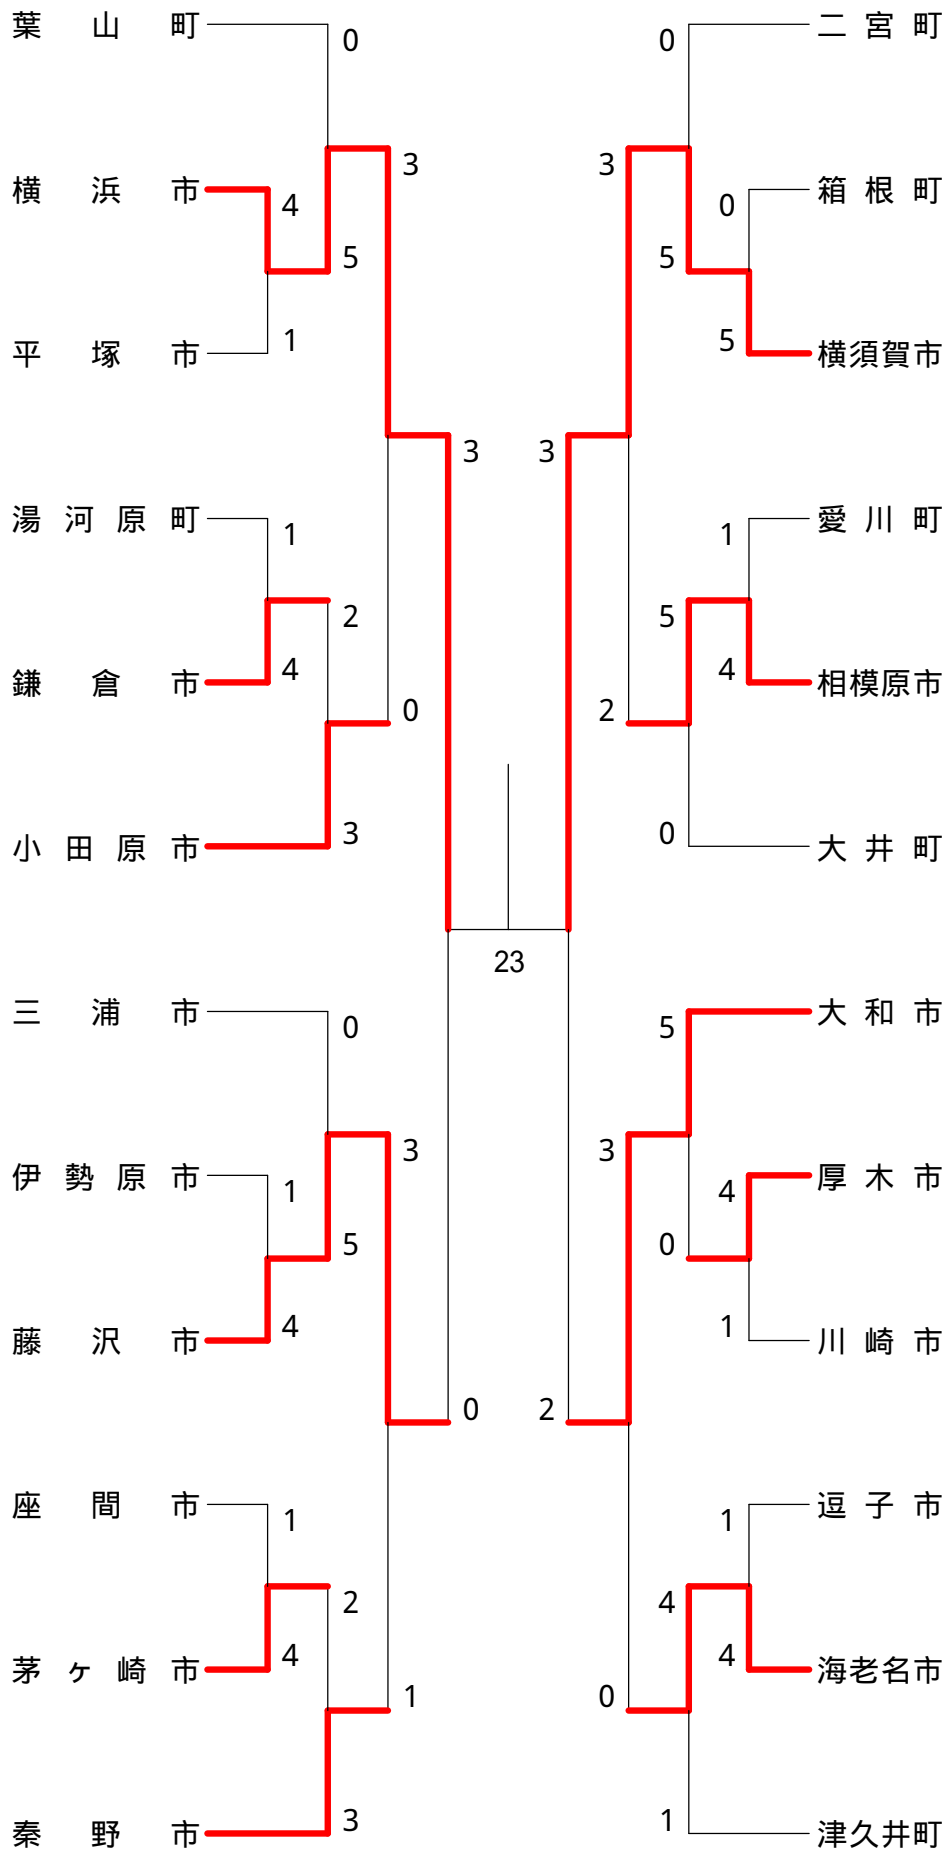 葉山町 0 0 二宮町
3 3
横浜市 4 0 箱根町
5 5
平塚市 1 5 横須賀市
3 3
湯河原町 1 1 愛川町
2 5
鎌倉市 4 4 相模原市
0 2
小田原市 3 0 大井町
23
三浦市 0 5 大和市
3 3
伊勢原市 1 4 厚木市
5 0
藤沢市 4 1 川崎市
0 2
座間市 1 1 逗子市
2 4
茅ヶ崎市 4 4 海老名市
1 0
秦野市 3 1 津久井町